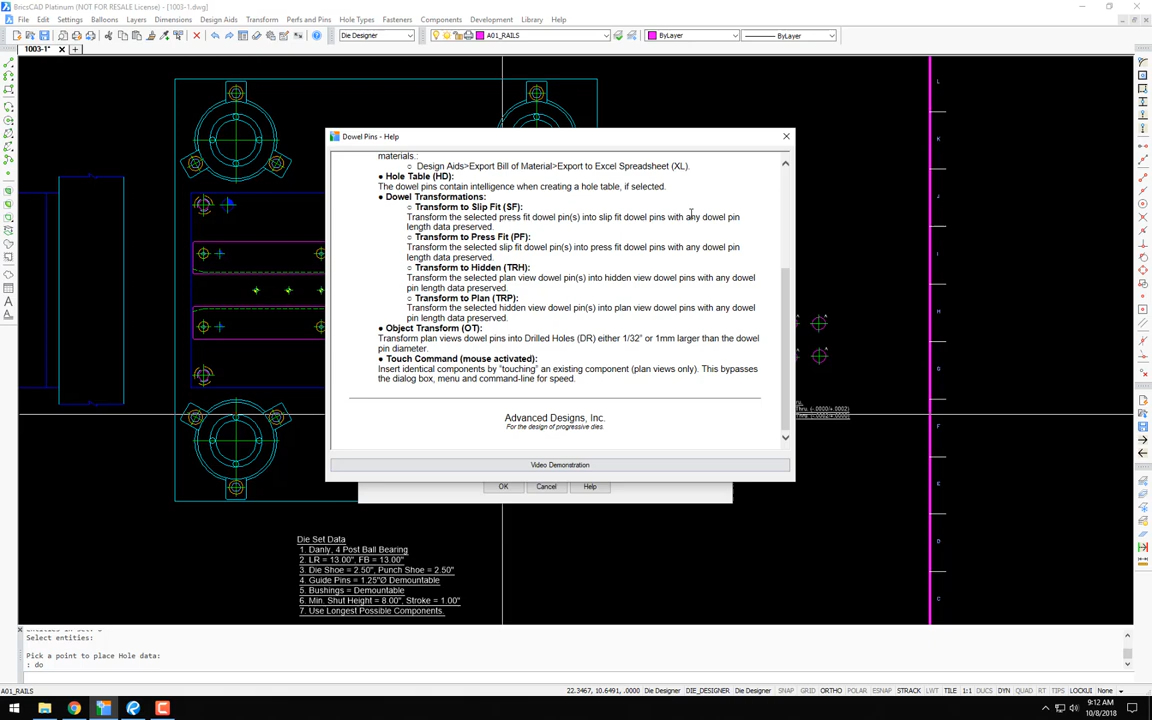 BricsCAD Platinum (NOT for RESALE License) - [1003-1.dwg]
File Edit Settings Balloons Layers Dimensions Design Aids Transform Perfs and Pins Hole Types Fasteners Components Development Library Help
Die Designer A01_RAILS ByLayer ByLayer
1003-1*
Dowel Pins - Help
materials.:
○ Design Aids>Export Bill of Material>Export to Excel Spreadsheet (XL).
● Hole Table (HD):
The dowel pins contain intelligence when creating a hole table, if selected.
● Dowel Transformations:
○ Transform to Slip Fit (SF):
Transform the selected press fit dowel pin(s) into slip fit dowel pins with any dowel pin
length data preserved.
○ Transform to Press Fit (PF):
Transform the selected slip fit dowel pin(s) into press fit dowel pins with any dowel pin
length data preserved.
○ Transform to Hidden (TRH):
Transform the selected plan view dowel pin(s) into hidden view dowel pins with any dowel
pin length data preserved.
○ Transform to Plan (TRP):
Transform the selected hidden view dowel pin(s) into plan view dowel pins with any dowel
pin length data preserved.
● Object Transform (OT):
Transform plan views dowel pins into Drilled Holes (DR) either 1/32" or 1mm larger than the dowel
pin diameter.
● Touch Command (mouse activated):
Insert identical components by "touching" an existing component (plan views only). This bypasses
the dialog box, menu and command-line for speed.
Advanced Designs, Inc.
For the design of progressive dies.
Video Demonstration
OK Cancel Help
L
K
J
I
H
G
F
E
D
C
Thru. (-.0000/+.0002)
Thru. (-.0002/+.0000)
Die Set Data
1. Danly, 4 Post Ball Bearing
2. LR = 13.00", FB = 13.00"
3. Die Shoe = 2.50", Punch Shoe = 2.50"
4. Guide Pins = 1.25"Ø Demountable
5. Bushings = Demountable
6. Min. Shut Height = 8.00", Stroke = 1.00"
7. Use Longest Possible Components.
Select entities:
Pick a point to place Hole data:
: do
A01_RAILS 22.3467, 10.6491, .0000 Die Designer DIE_DESIGNER Die Designer SNAP GRID ORTHO POLAR ESNAP STRACK LWT TILE 1:1 DUCS DYN QUAD RT TIPS LOCKUI None
9:12 AM
10/8/2018